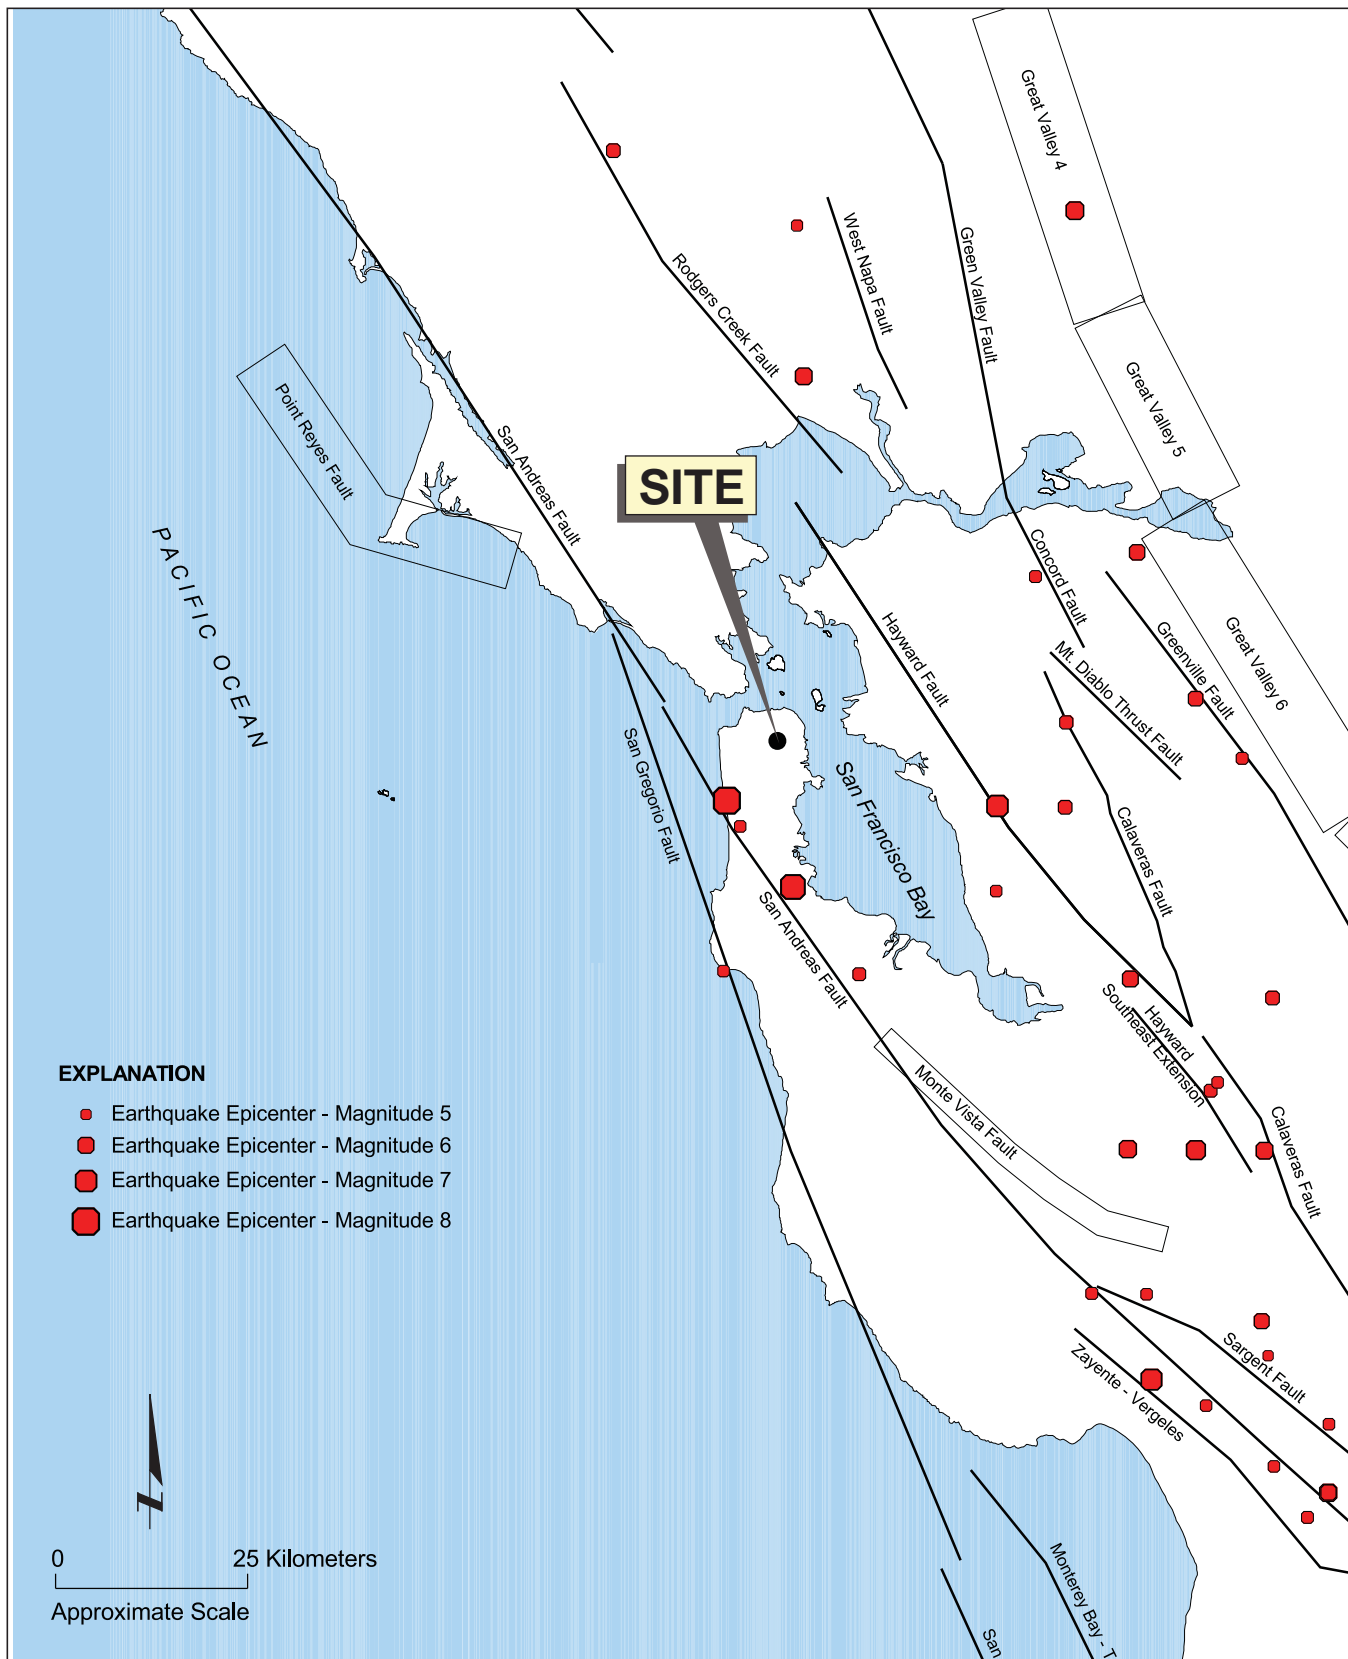 Great Valley 4
West Napa Fault
Green Valley Fault
Rodgers Creek Fault
Great Valley 5
Point Reyes Fault
San Andreas Fault
SITE
PACIFIC OCEAN
Concord Fault
Hayward Fault
Greenville Fault
Great Valley 6
Mt. Diablo Thrust Fault
San Gregorio Fault
San Francisco Bay
Calaveras Fault
San Andreas Fault
Hayward
Southeast Extension
Monte Vista Fault
Calaveras Fault
EXPLANATION
Earthquake Epicenter - Magnitude 5
Earthquake Epicenter - Magnitude 6
Earthquake Epicenter - Magnitude 7
Earthquake Epicenter - Magnitude 8
Sargent Fault
Zayente - Vergeles
Z
0 25 Kilometers
Approximate Scale
Monterey Bay - T
San